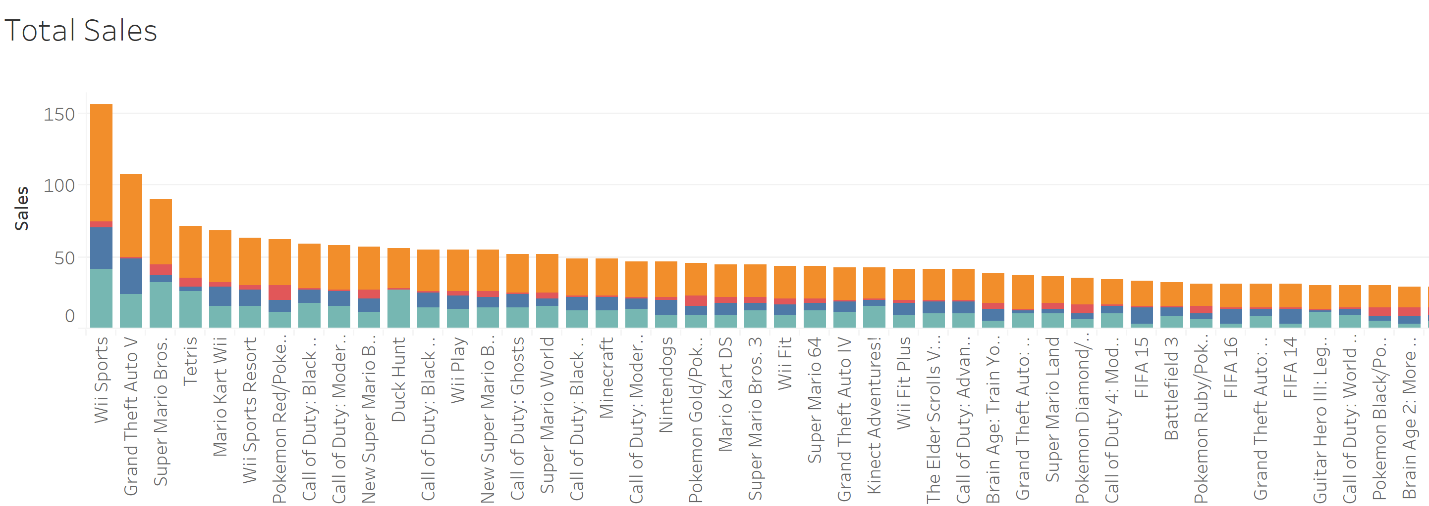 Total Sales
150
100
50
0
Sales
Wii Sports
Grand Theft Auto V
Super Mario Bros.
Tetris
Mario Kart Wii
Wii Sports Resort
Pokemon Red/Poke..
Call of Duty: Black ..
Call of Duty: Moder..
New Super Mario B..
Duck Hunt
Call of Duty: Black ..
Wii Play
New Super Mario B..
Call of Duty: Ghosts
Super Mario World
Call of Duty: Black ..
Minecraft
Call of Duty: Moder..
Nintendogs
Pokemon Gold/Pok..
Mario Kart DS
Super Mario Bros. 3
Wii Fit
Super Mario 64
Grand Theft Auto IV
Kinect Adventures!
Wii Fit Plus
The Elder Scrolls V:..
Call of Duty: Advan..
Brain Age: Train Yo..
Grand Theft Auto: ..
Super Mario Land
Pokemon Diamond/..
Call of Duty 4: Mod..
FIFA 15
Battlefield 3
Pokemon Ruby/Pok..
FIFA 16
Grand Theft Auto: ..
FIFA 14
Guitar Hero III: Leg..
Call of Duty: World ..
Pokemon Black/Po..
Brain Age 2: More ..